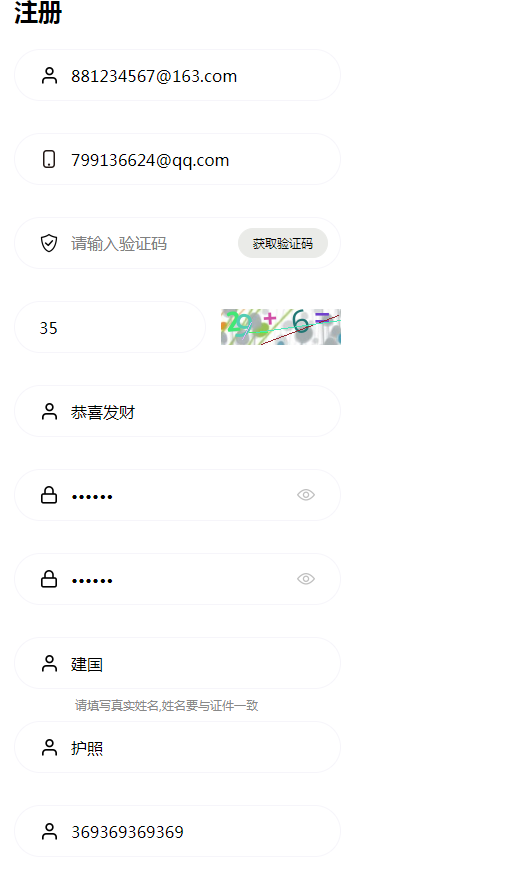 注册
881234567@163.com
799136624@qq.com
请输入验证码 获取验证码
35 29 + 6 =
恭喜发财
••••••
••••••
建国
请填写真实姓名,姓名要与证件一致
护照
369369369369